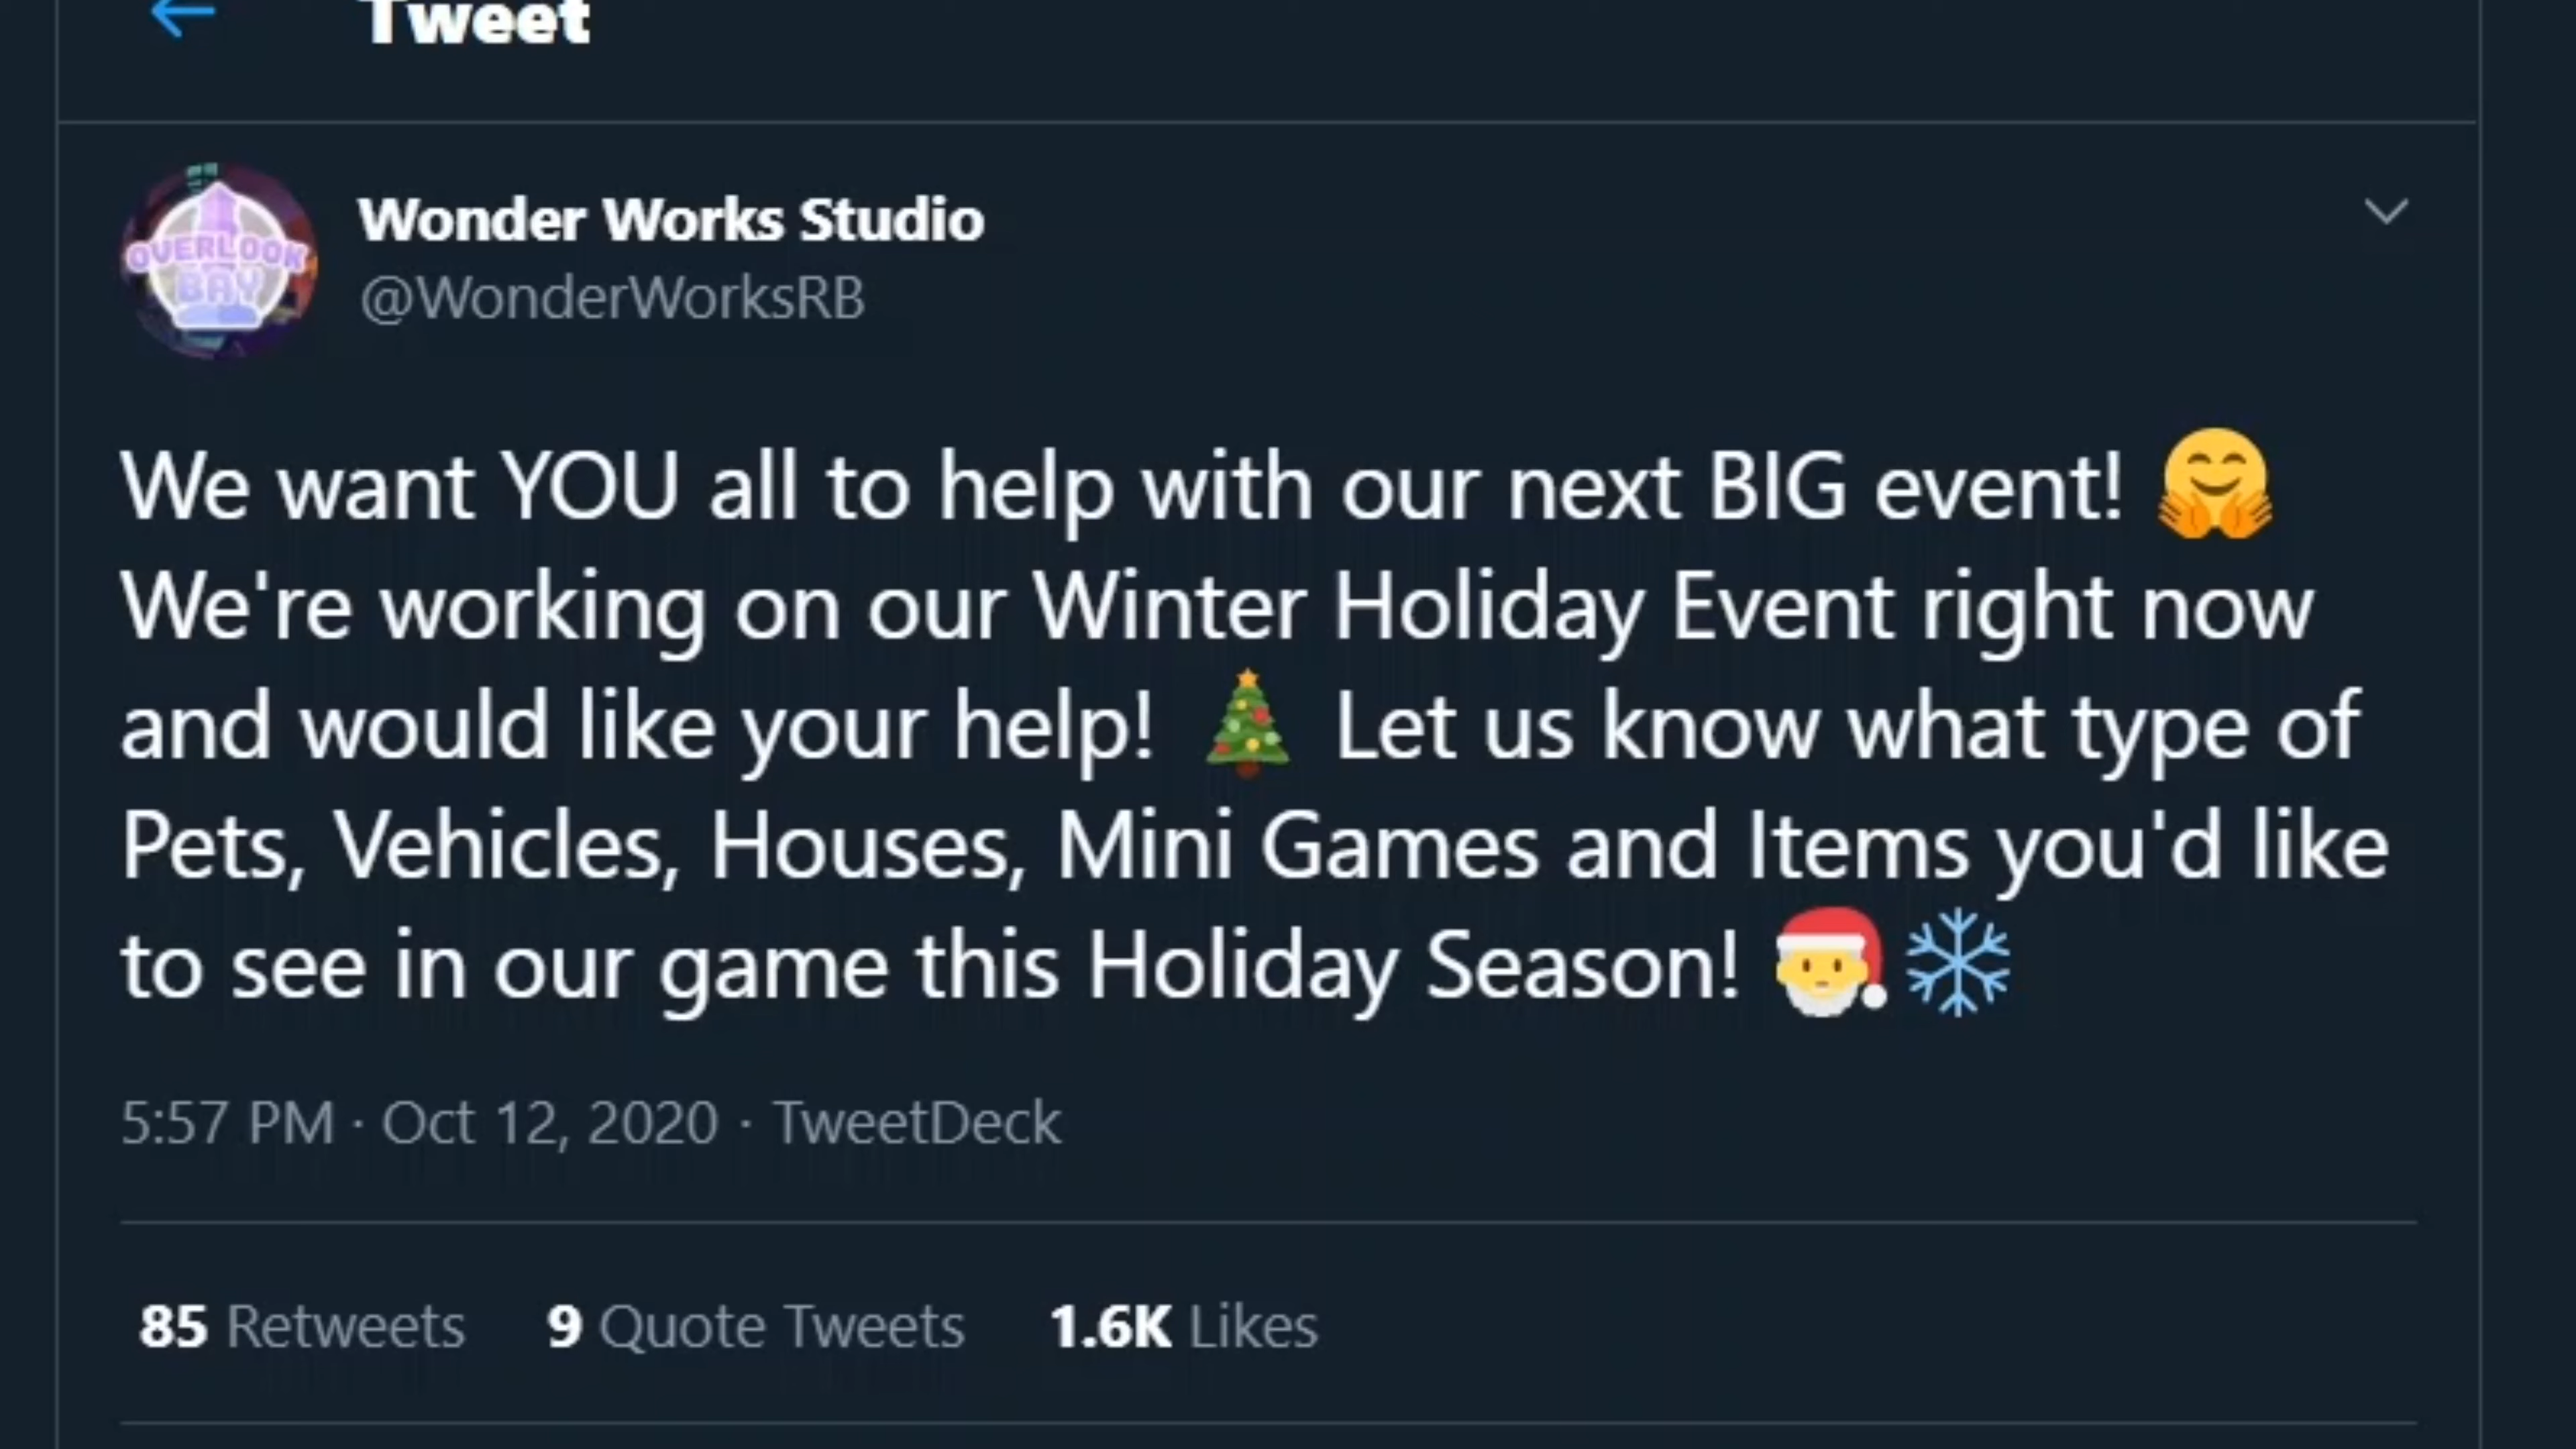 Tweet
OVERLOOK
BAY
Wonder Works Studio
@WonderWorksRB
We want YOU all to help with our next BIG event! 🤗
We're working on our Winter Holiday Event right now
and would like your help! 🎄 Let us know what type of
Pets, Vehicles, Houses, Mini Games and Items you'd like
to see in our game this Holiday Season! 🎅❄️
5:57 PM · Oct 12, 2020 · TweetDeck
85 Retweets 9 Quote Tweets 1.6K Likes